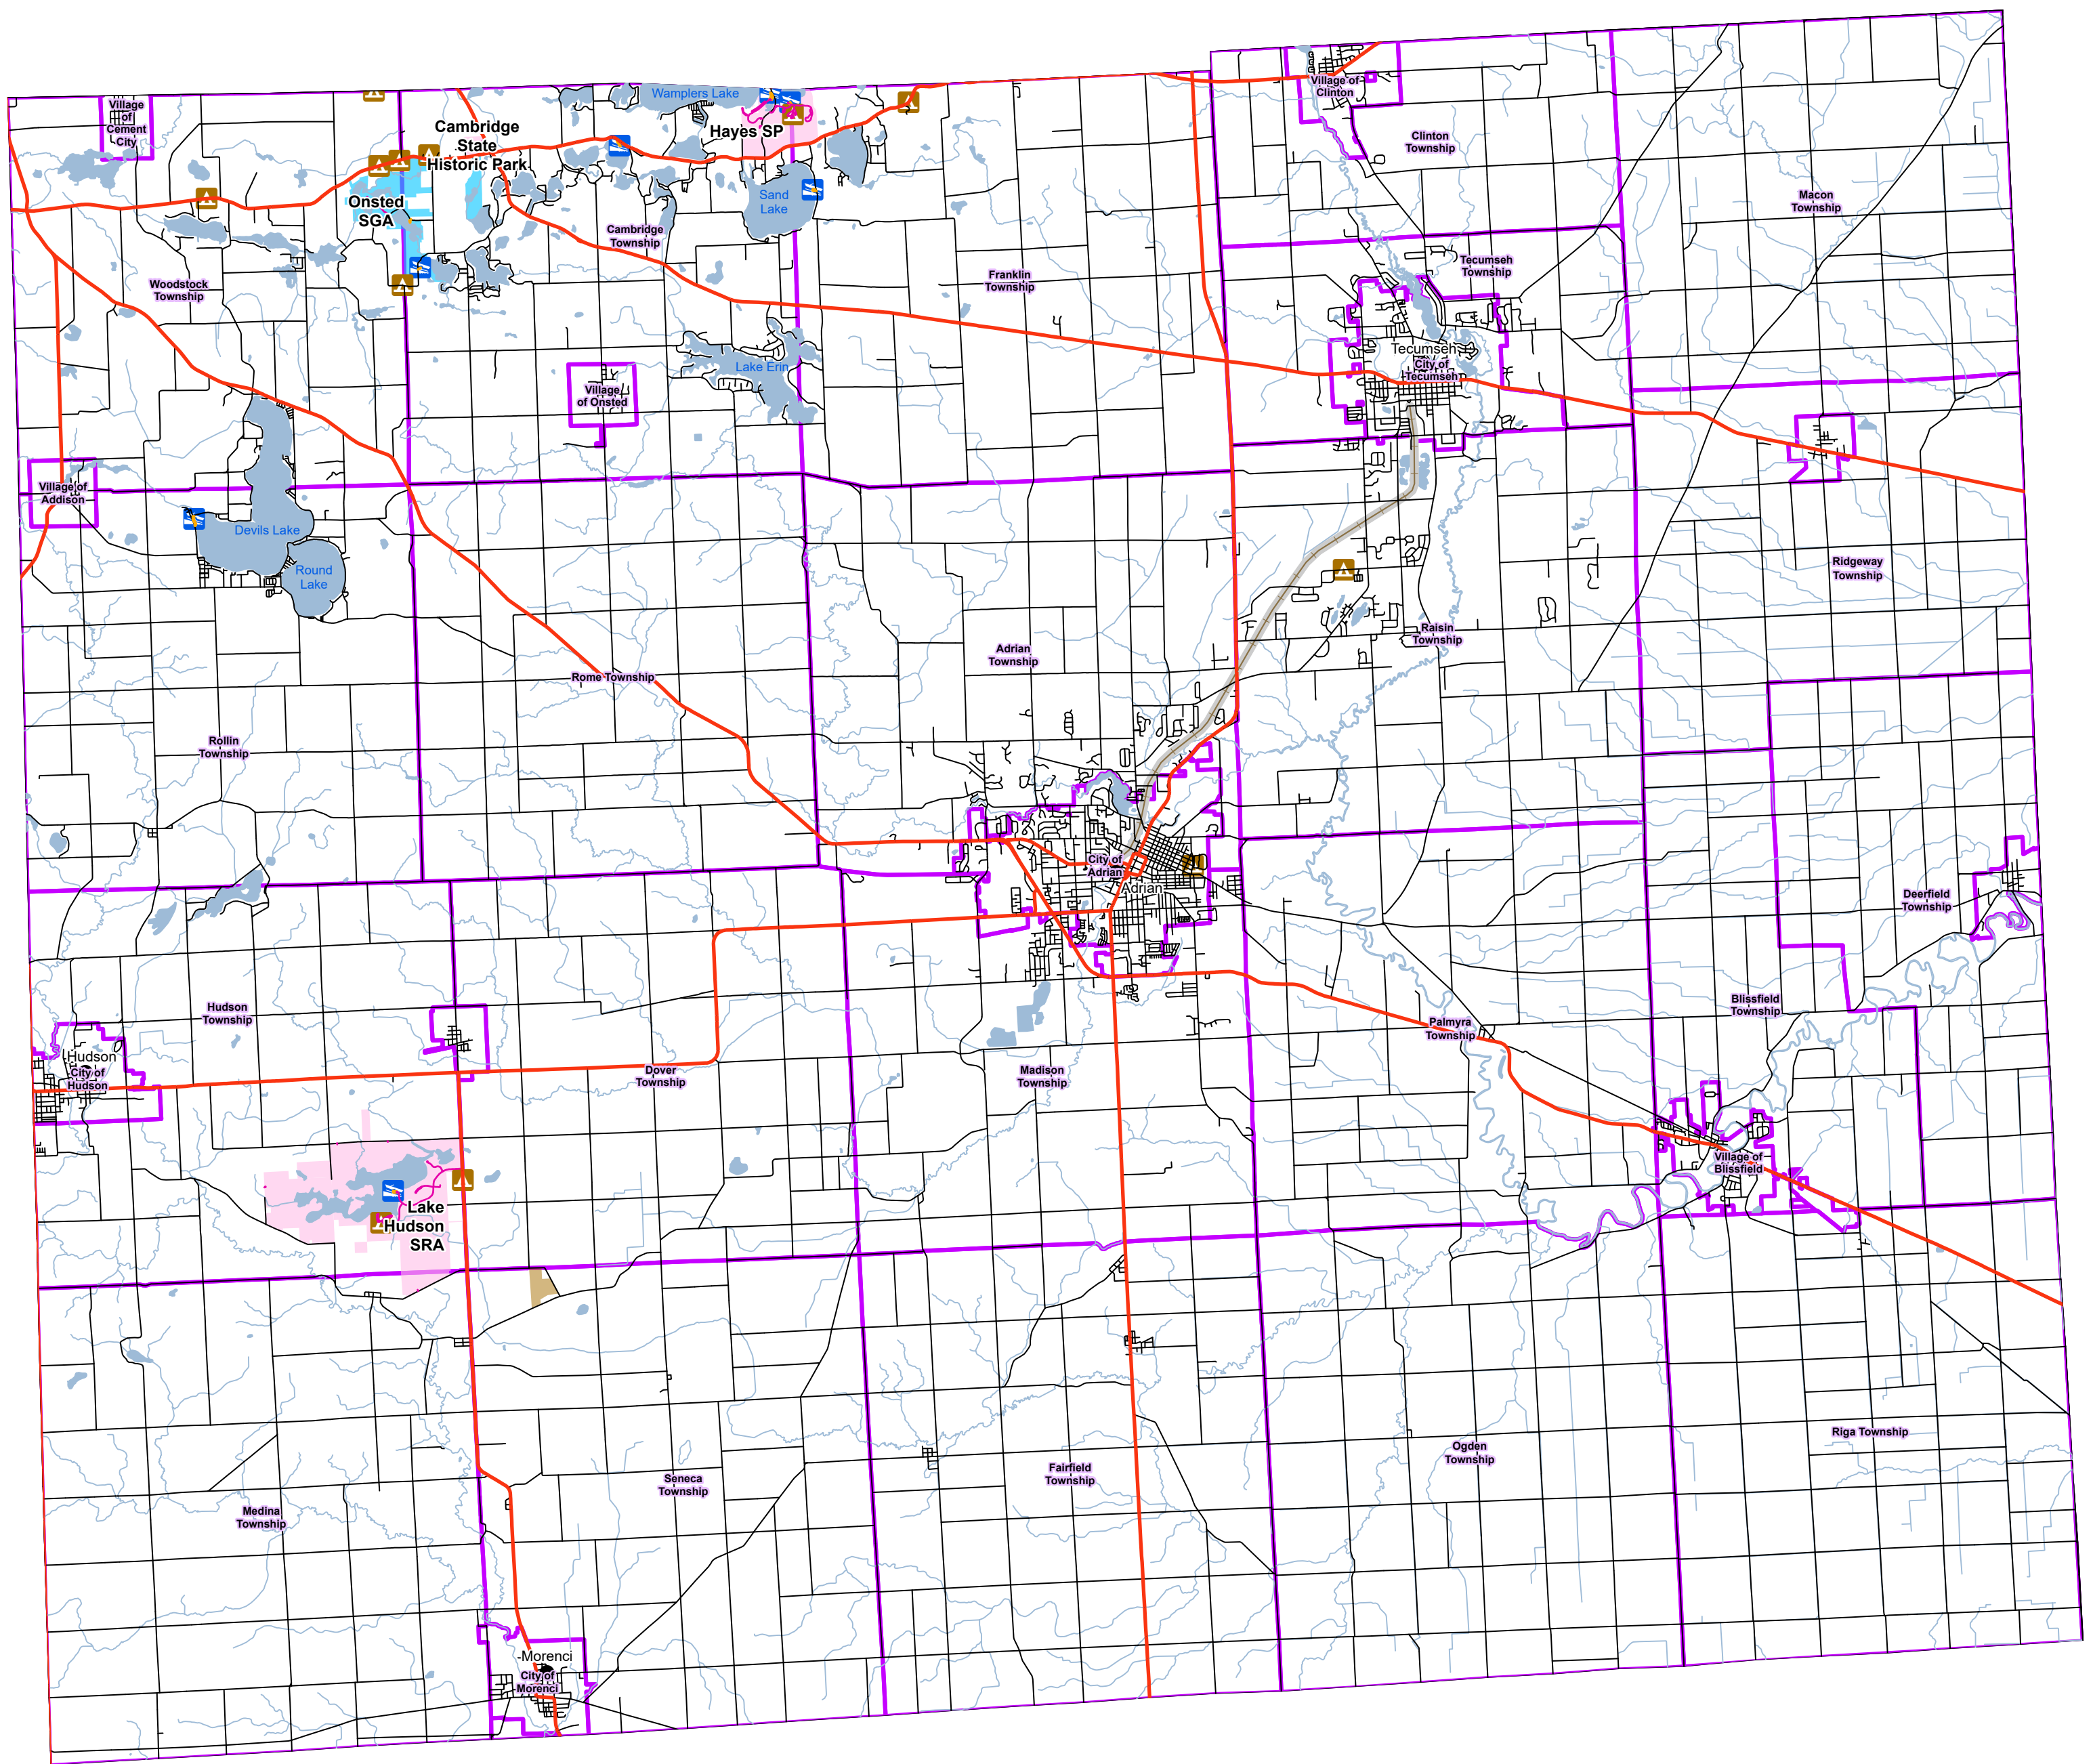 Village of
Clinton
Wamplers Lake
Village
of
Cement
City
Cambridge
State
Historic Park
Hayes SP
Clinton
Township
Onsted
SGA
Sand
Lake
Macon
Township
Cambridge
Township
Tecumseh
Township
Woodstock
Township
Franklin
Township
Tecumseh
City of
Tecumseh
Lake Erin
Village
of Onsted
Village of
Addison
Devils Lake
Round
Lake
Ridgeway
Township
Raisin
Township
Adrian
Township
Rome Township
Rollin
Township
City of
Adrian
Adrian
Deerfield
Township
Hudson
Township
Blissfield
Township
Palmyra
Township
Hudson
City of
Hudson
Dover
Township
Madison
Township
Village of
Blissfield
Lake
Hudson
SRA
Riga Township
Ogden
Township
Fairfield
Township
Seneca
Township
Medina
Township
Morenci
City of
Morenci